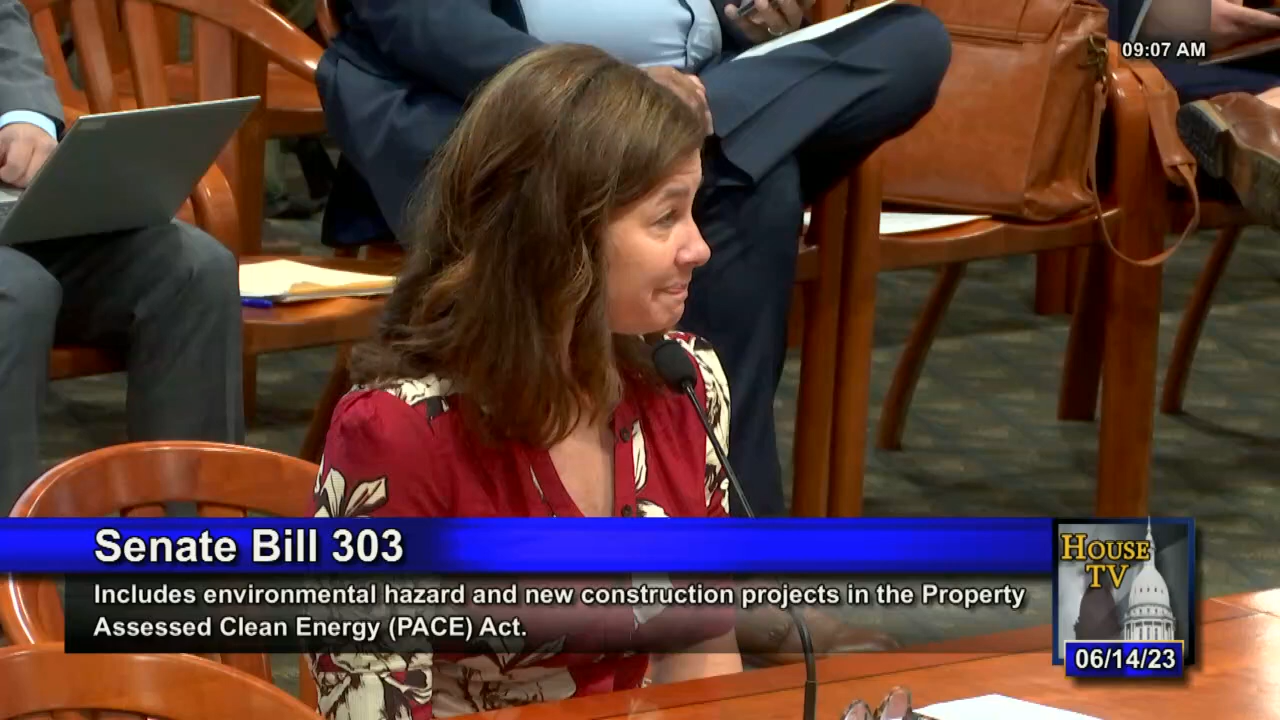 09:07 AM
Senate Bill 303
Includes environmental hazard and new construction projects in the Property
Assessed Clean Energy (PACE) Act.
HOUSE
TV
06/14/23